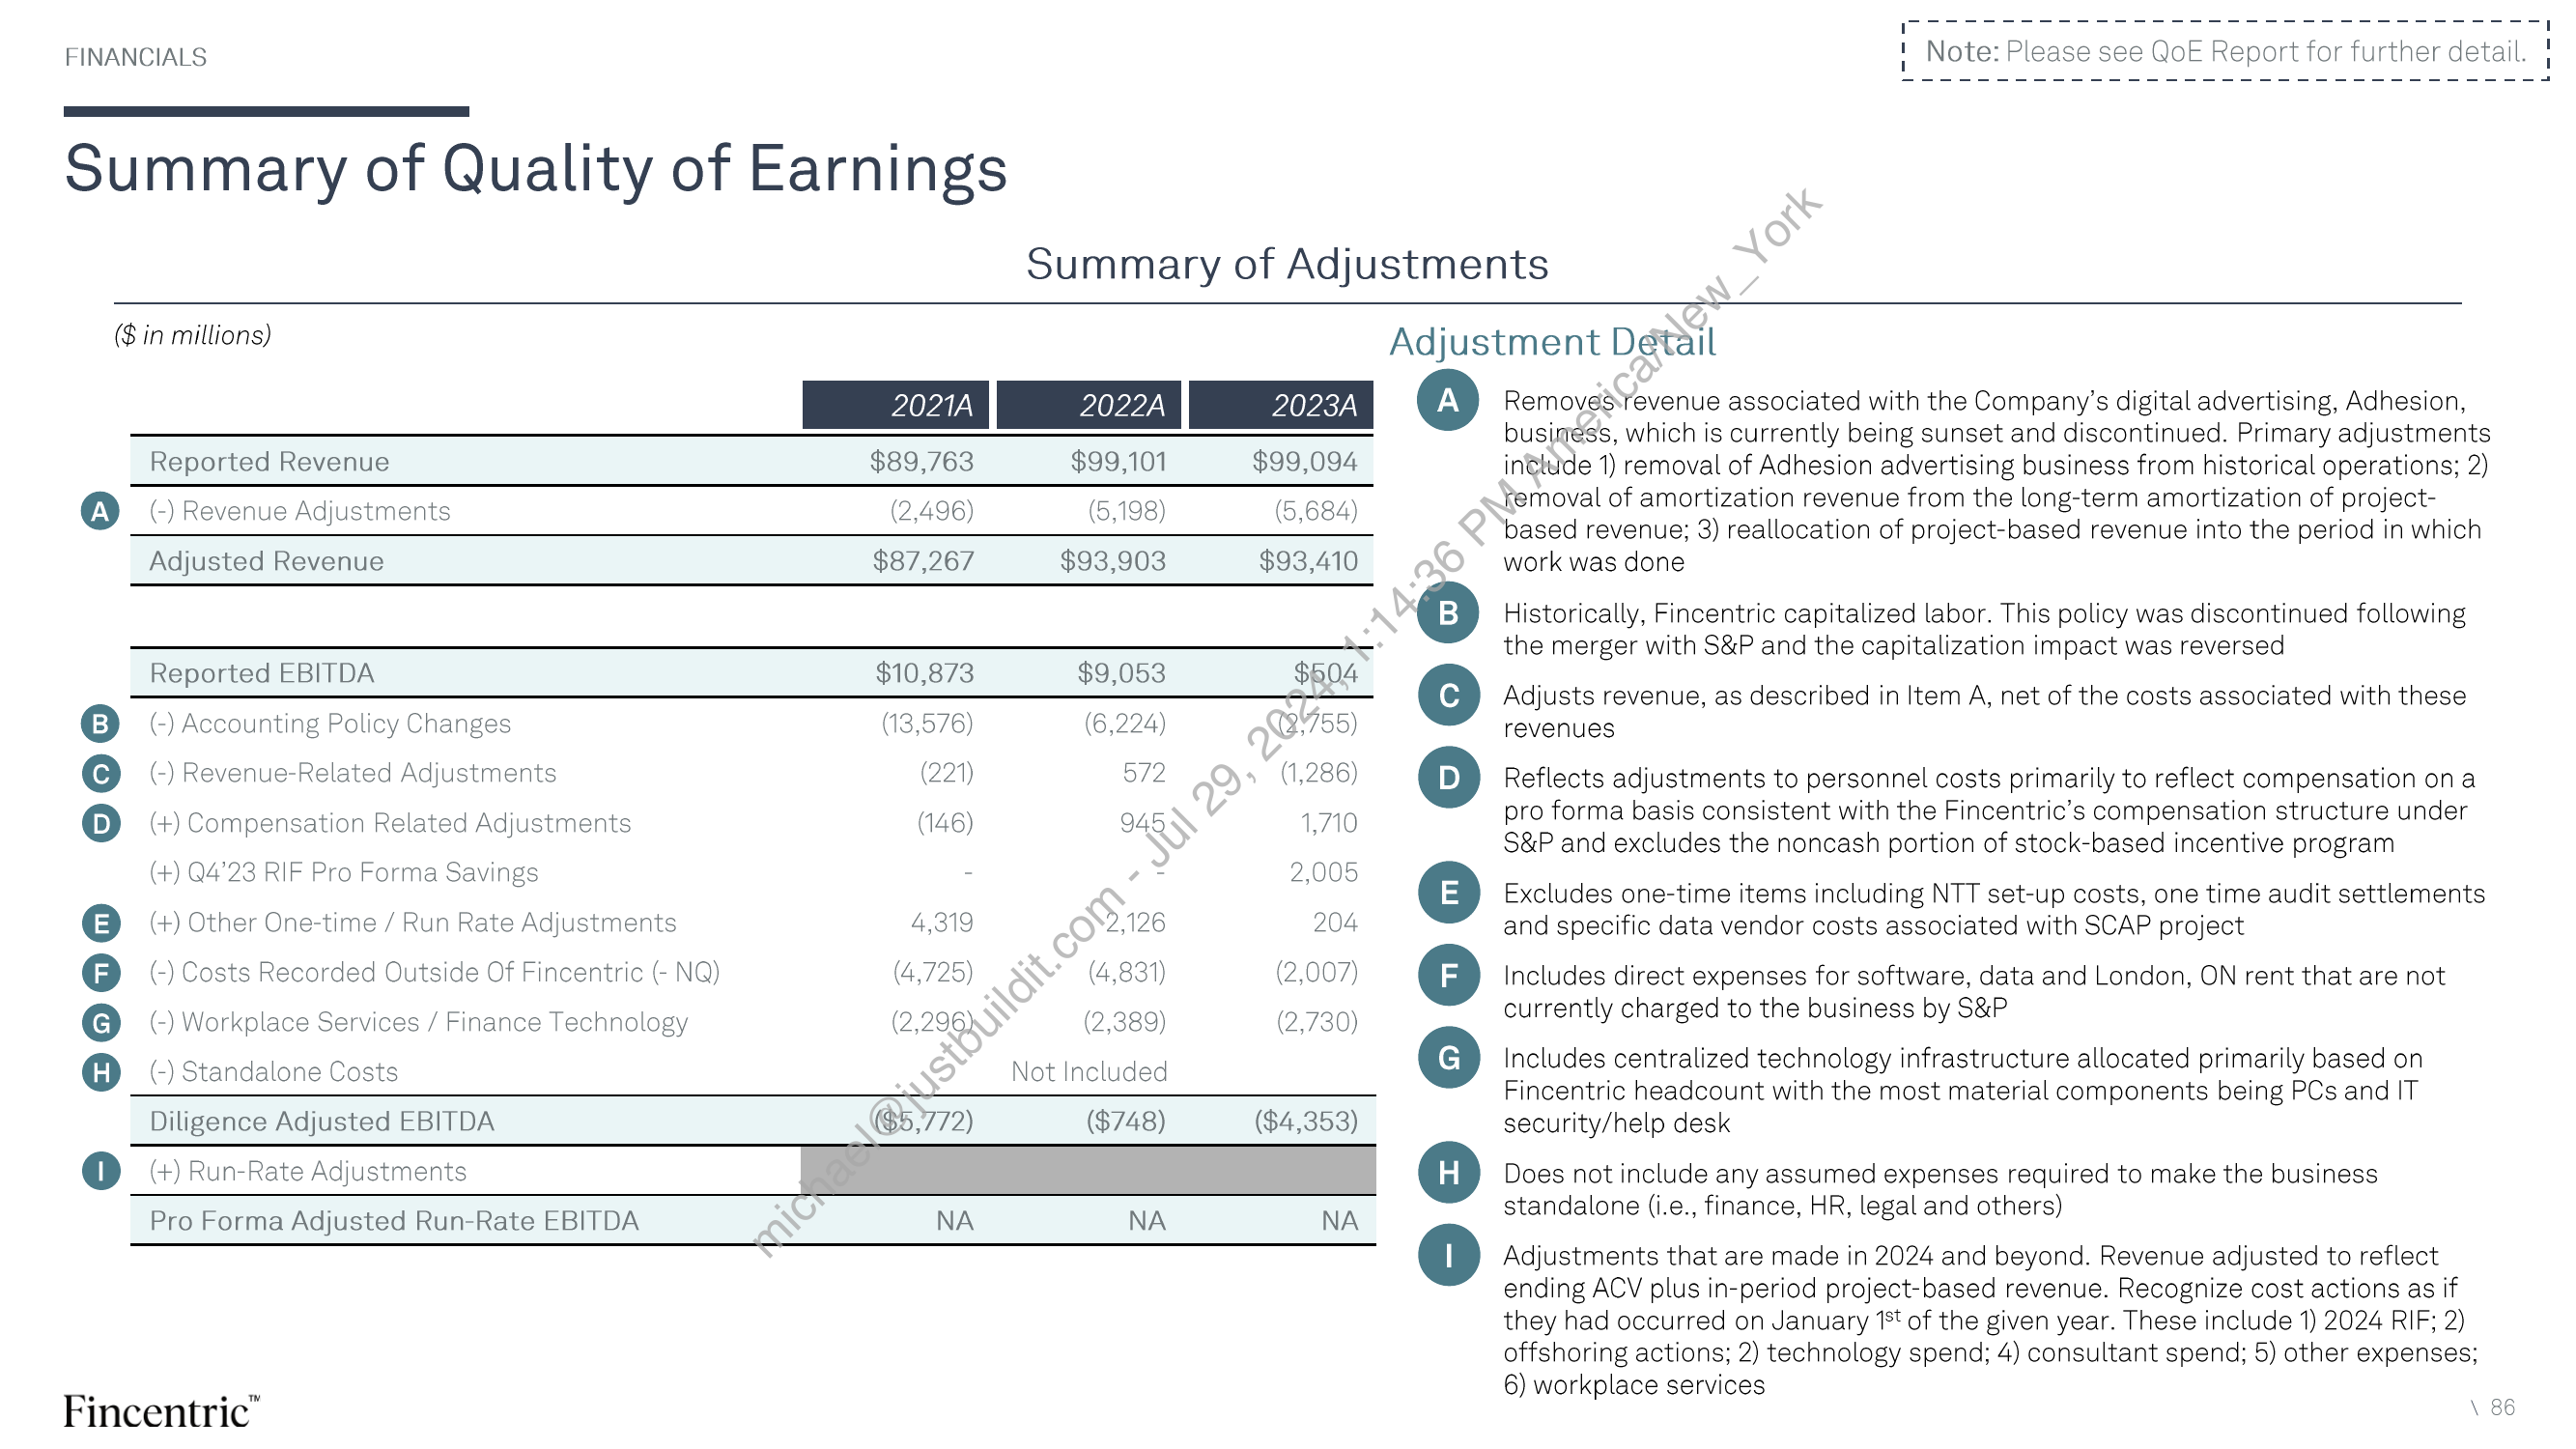 FINANCIALS
Note: Please see QoE Report for further detail.
Summary of Quality of Earnings
Summary of Adjustments
($ in millions)
2021A 2022A 2023A
Reported Revenue $89,763 $99,101 $99,094
A (-) Revenue Adjustments (2,496) (5,198) (5,684)
Adjusted Revenue $87,267 $93,903 $93,410
Reported EBITDA $10,873 $9,053 $504
B (-) Accounting Policy Changes (13,576) (6,224) (2,755)
C (-) Revenue-Related Adjustments (221) 572 (1,286)
D (+) Compensation Related Adjustments (146) 945 1,710
(+) Q4’23 RIF Pro Forma Savings - - 2,005
E (+) Other One-time / Run Rate Adjustments 4,319 2,126 204
F (-) Costs Recorded Outside Of Fincentric (- NQ) (4,725) (4,831) (2,007)
G (-) Workplace Services / Finance Technology (2,296) (2,389) (2,730)
H (-) Standalone Costs Not Included
Diligence Adjusted EBITDA ($5,772) ($748) ($4,353)
I (+) Run-Rate Adjustments
Pro Forma Adjusted Run-Rate EBITDA NA NA NA
Adjustment Detail
A Removes revenue associated with the Company’s digital advertising, Adhesion,
business, which is currently being sunset and discontinued. Primary adjustments
include 1) removal of Adhesion advertising business from historical operations; 2)
removal of amortization revenue from the long-term amortization of project-
based revenue; 3) reallocation of project-based revenue into the period in which
work was done
B Historically, Fincentric capitalized labor. This policy was discontinued following
the merger with S&P and the capitalization impact was reversed
C Adjusts revenue, as described in Item A, net of the costs associated with these
revenues
D Reflects adjustments to personnel costs primarily to reflect compensation on a
pro forma basis consistent with the Fincentric’s compensation structure under
S&P and excludes the noncash portion of stock-based incentive program
E Excludes one-time items including NTT set-up costs, one time audit settlements
and specific data vendor costs associated with SCAP project
F Includes direct expenses for software, data and London, ON rent that are not
currently charged to the business by S&P
G Includes centralized technology infrastructure allocated primarily based on
Fincentric headcount with the most material components being PCs and IT
security/help desk
H Does not include any assumed expenses required to make the business
standalone (i.e., finance, HR, legal and others)
I Adjustments that are made in 2024 and beyond. Revenue adjusted to reflect
ending ACV plus in-period project-based revenue. Recognize cost actions as if
they had occurred on January 1st of the given year. These include 1) 2024 RIF; 2)
offshoring actions; 2) technology spend; 4) consultant spend; 5) other expenses;
6) workplace services
michael@justbuildit.com - Jul 29, 2024, 1:14:36 PM America/New_York
Fincentric™
\ 86